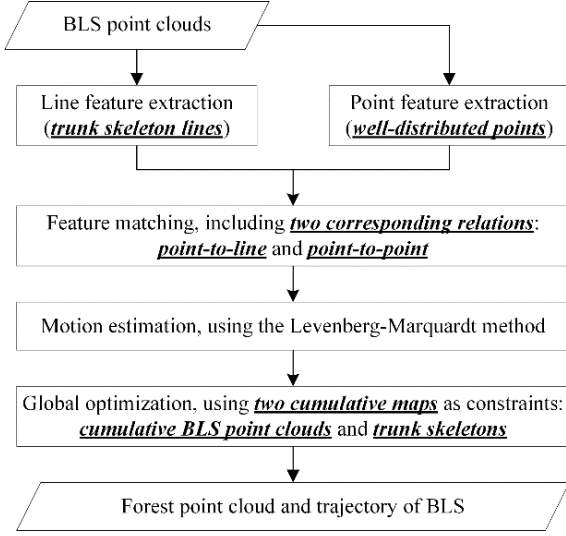 BLS point clouds
Line feature extraction
(trunk skeleton lines)
Point feature extraction
(well-distributed points)
Feature matching, including two corresponding relations:
point-to-line and point-to-point
Motion estimation, using the Levenberg-Marquardt method
Global optimization, using two cumulative maps as constraints:
cumulative BLS point clouds and trunk skeletons
Forest point cloud and trajectory of BLS